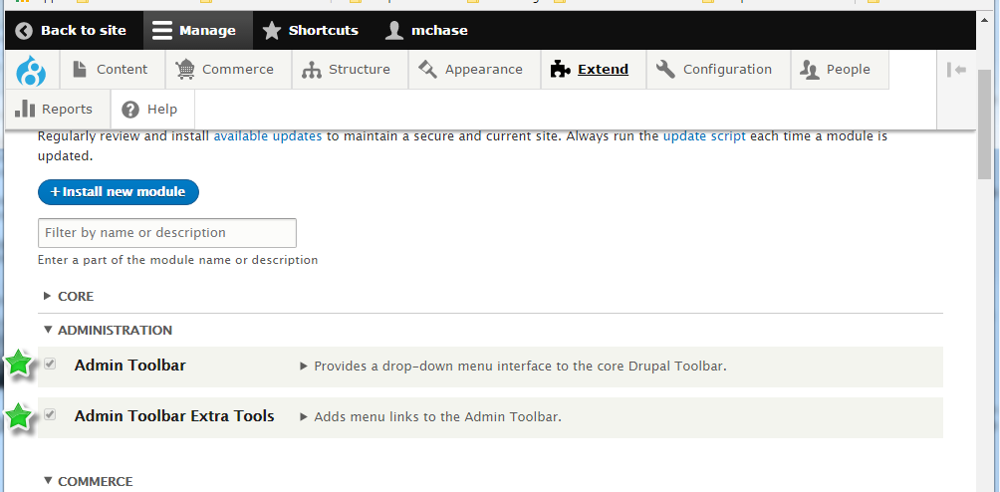 Back to site Manage Shortcuts mchase
Content Commerce Structure Appearance Extend Configuration People
Reports Help
Regularly review and install available updates to maintain a secure and current site. Always run the update script each time a module is
updated.
+Install new module
Filter by name or description
Enter a part of the module name or description
CORE
ADMINISTRATION
Admin Toolbar Provides a drop-down menu interface to the core Drupal Toolbar.
Admin Toolbar Extra Tools Adds menu links to the Admin Toolbar.
COMMERCE